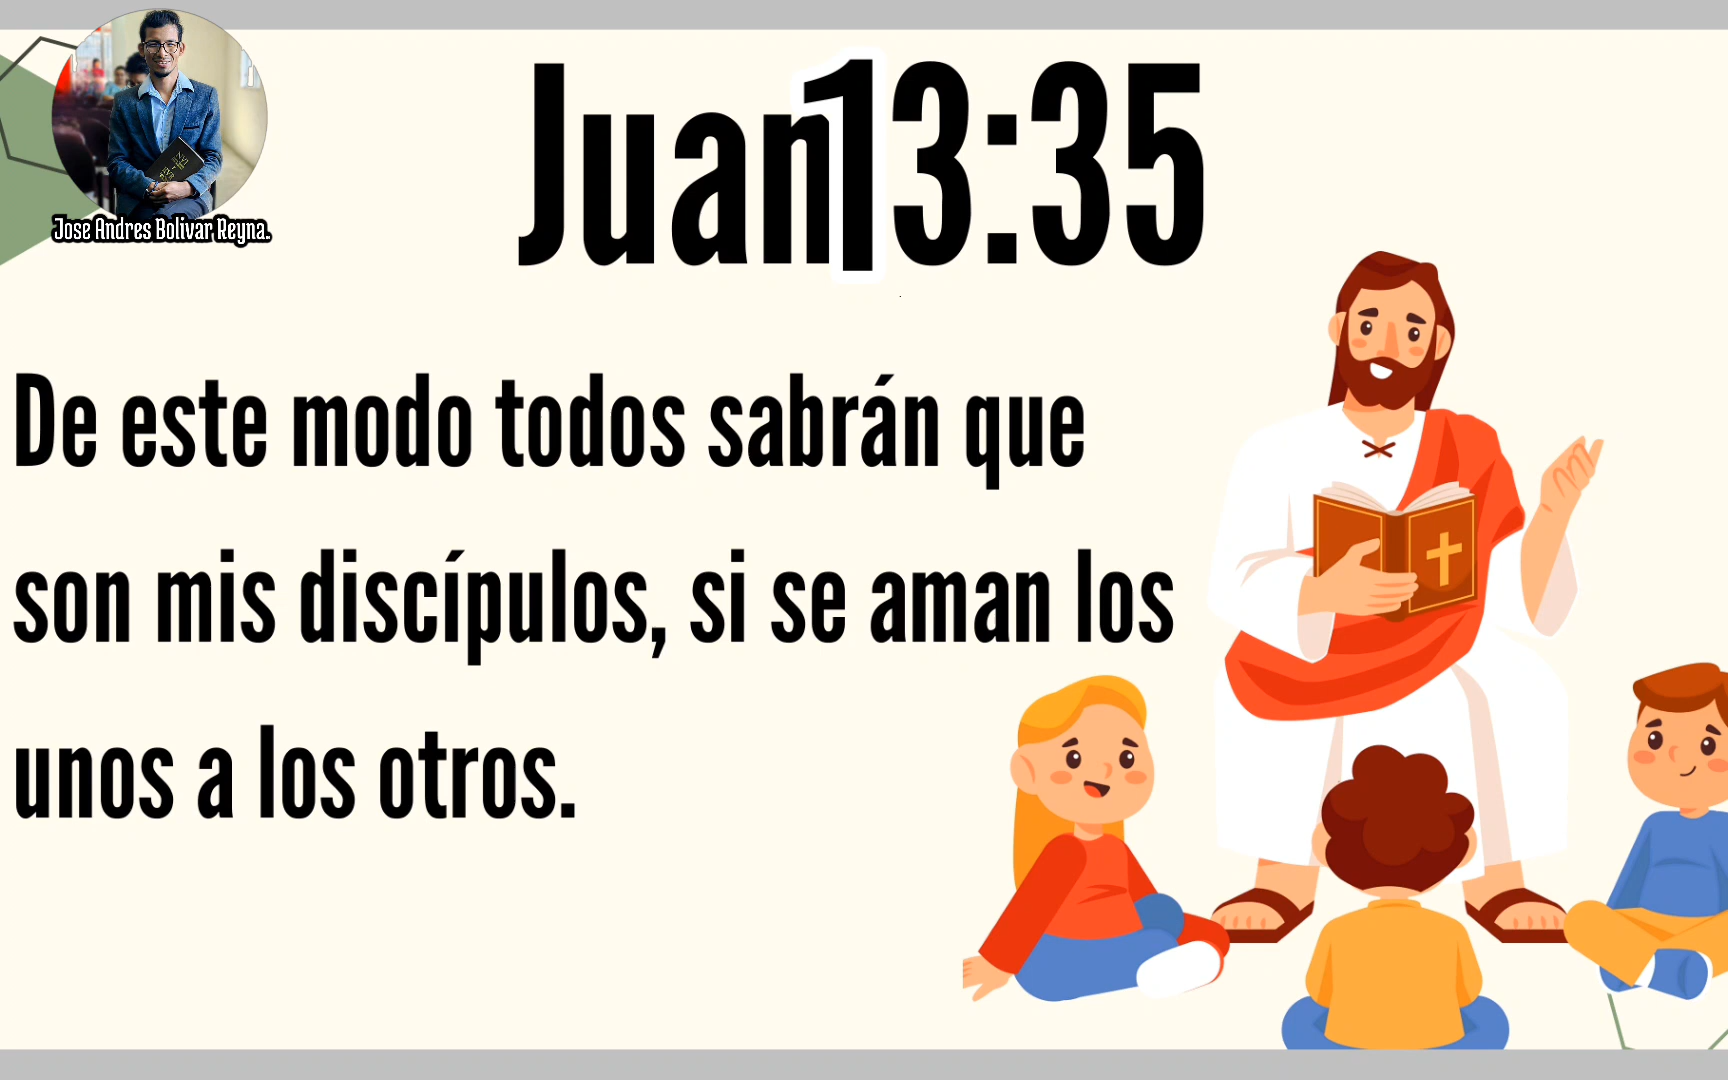 Jose Andres Bolivar Reyna.
Juan 13:35
De este modo todos sabrán que
son mis discípulos, si se aman los
unos a los otros.